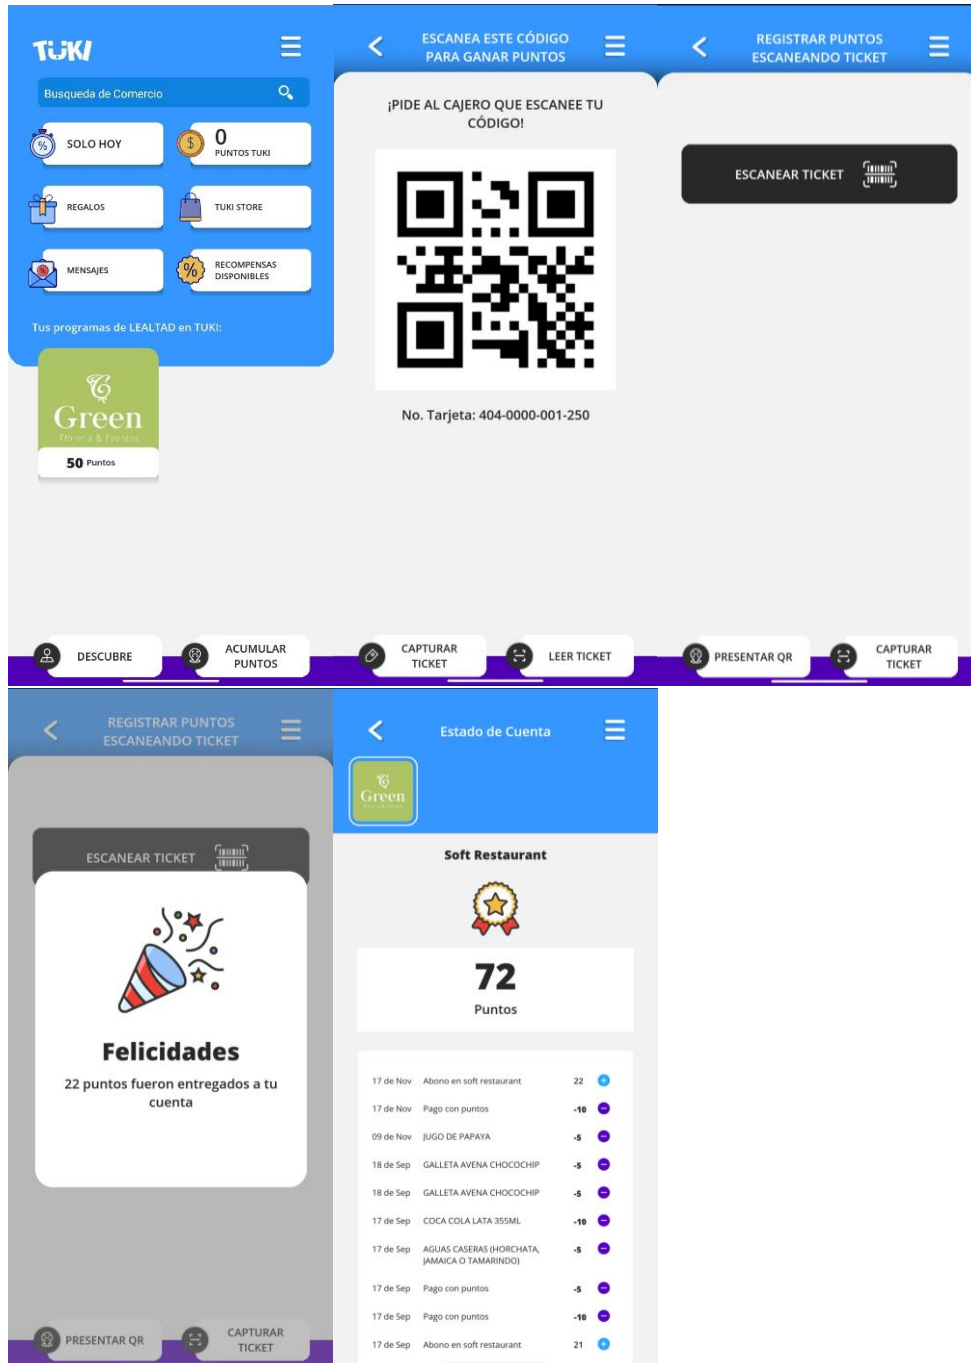 TUKI
Busqueda de Comercio
SOLO HOY
0
PUNTOS TUKI
REGALOS
TUKI STORE
MENSAJES
RECOMPENSAS
DISPONIBLES
Tus programas de LEALTAD en TUKI:
Green
Florería & Eventos
50 Puntos
DESCUBRE
ACUMULAR
PUNTOS
ESCANEA ESTE CÓDIGO
PARA GANAR PUNTOS
¡PIDE AL CAJERO QUE ESCANEE TU
CÓDIGO!
No. Tarjeta: 404-0000-001-250
CAPTURAR
TICKET
LEER TICKET
REGISTRAR PUNTOS
ESCANEANDO TICKET
ESCANEAR TICKET
PRESENTAR QR
CAPTURAR
TICKET
REGISTRAR PUNTOS
ESCANEANDO TICKET
ESCANEAR TICKET
Felicidades
22 puntos fueron entregados a tu
cuenta
PRESENTAR QR
CAPTURAR
TICKET
Estado de Cuenta
Green
Soft Restaurant
72
Puntos
17 de Nov Abono en soft restaurant 22
17 de Nov Pago con puntos -10
09 de Nov JUGO DE PAPAYA -5
18 de Sep GALLETA AVENA CHOCOCHIP -5
18 de Sep GALLETA AVENA CHOCOCHIP -5
17 de Sep COCA COLA LATA 355ML -10
17 de Sep AGUAS CASERAS (HORCHATA, -5
JAMAICA O TAMARINDO)
17 de Sep Pago con puntos -5
17 de Sep Pago con puntos -10
17 de Sep Abono en soft restaurant 21